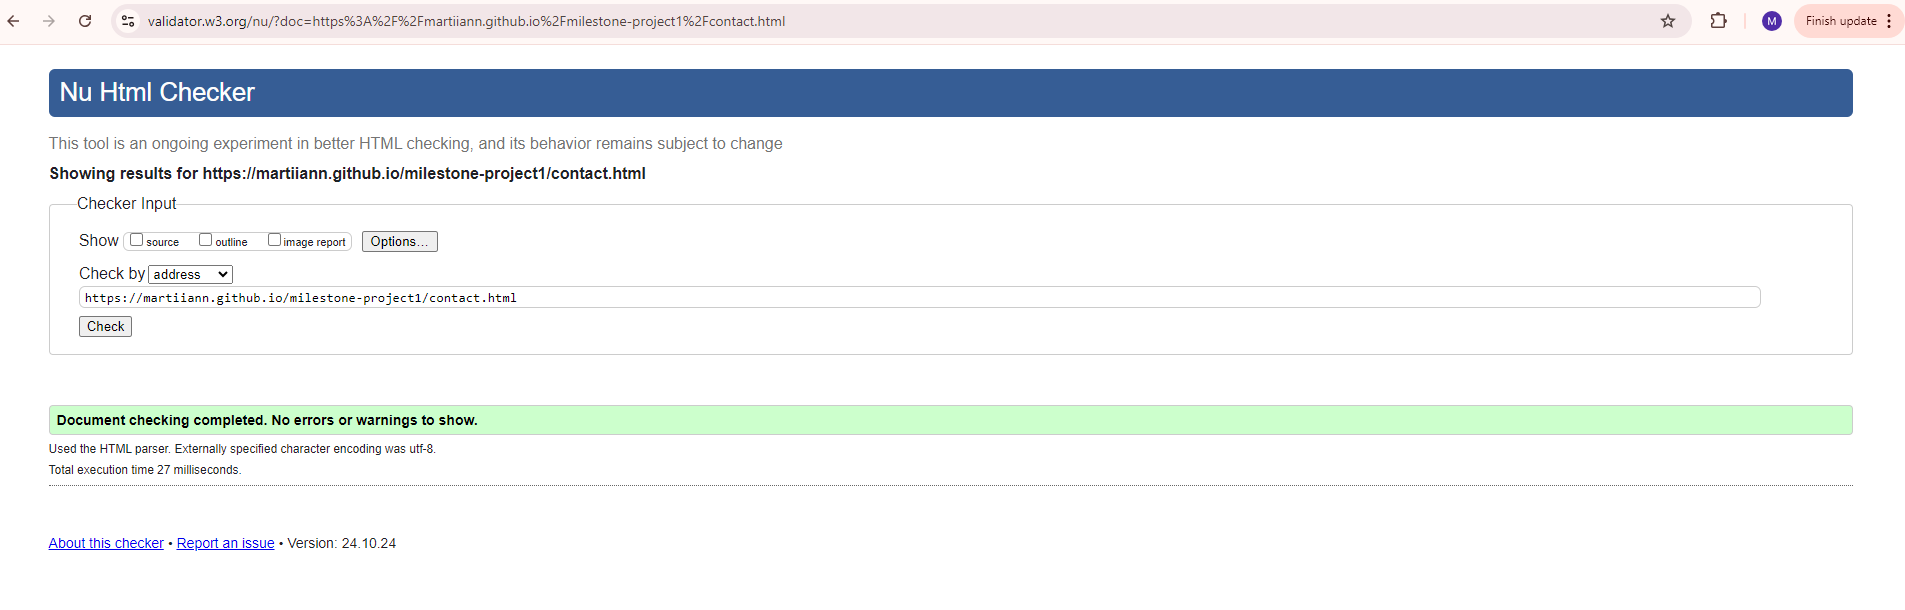 validator.w3.org/nu/?doc=https%3A%2F%2Fmartiiann.github.io%2Fmilestone-project1%2Fcontact.html
M
Finish update
Nu Html Checker
This tool is an ongoing experiment in better HTML checking, and its behavior remains subject to change
Showing results for https://martiiann.github.io/milestone-project1/contact.html
Checker Input
Show source outline image report Options...
Check by address
https://martiiann.github.io/milestone-project1/contact.html
Check
Document checking completed. No errors or warnings to show.
Used the HTML parser. Externally specified character encoding was utf-8.
Total execution time 27 milliseconds.
About this checker • Report an issue • Version: 24.10.24